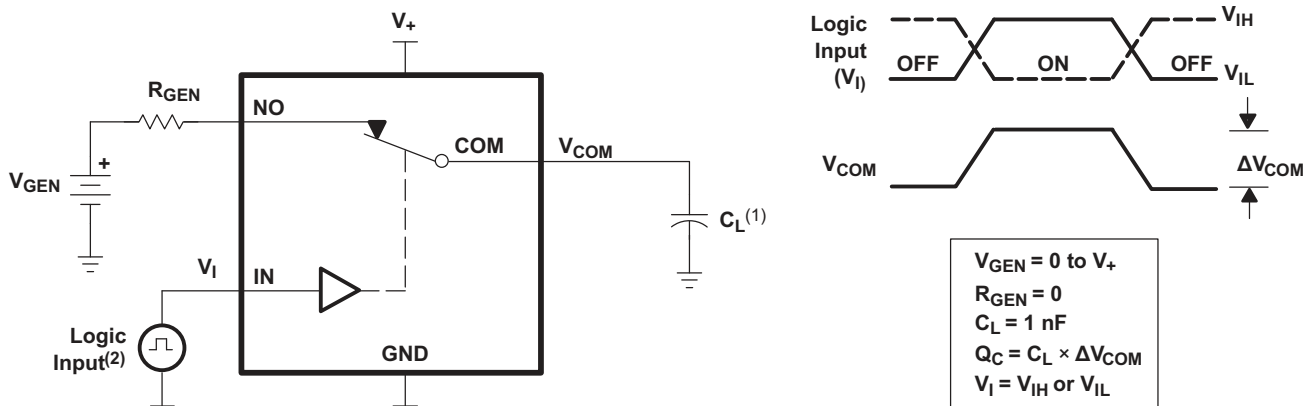 V+
RGEN
NO
COM
VCOM
VGEN
+
CL(1)
VI
IN
Logic
Input(2)
GND
Logic
Input
(VI)
OFF
ON
OFF
VIH
VIL
VCOM
ΔVCOM
VGEN = 0 to V+
RGEN = 0
CL = 1 nF
QC = CL × ΔVCOM
VI = VIH or VIL